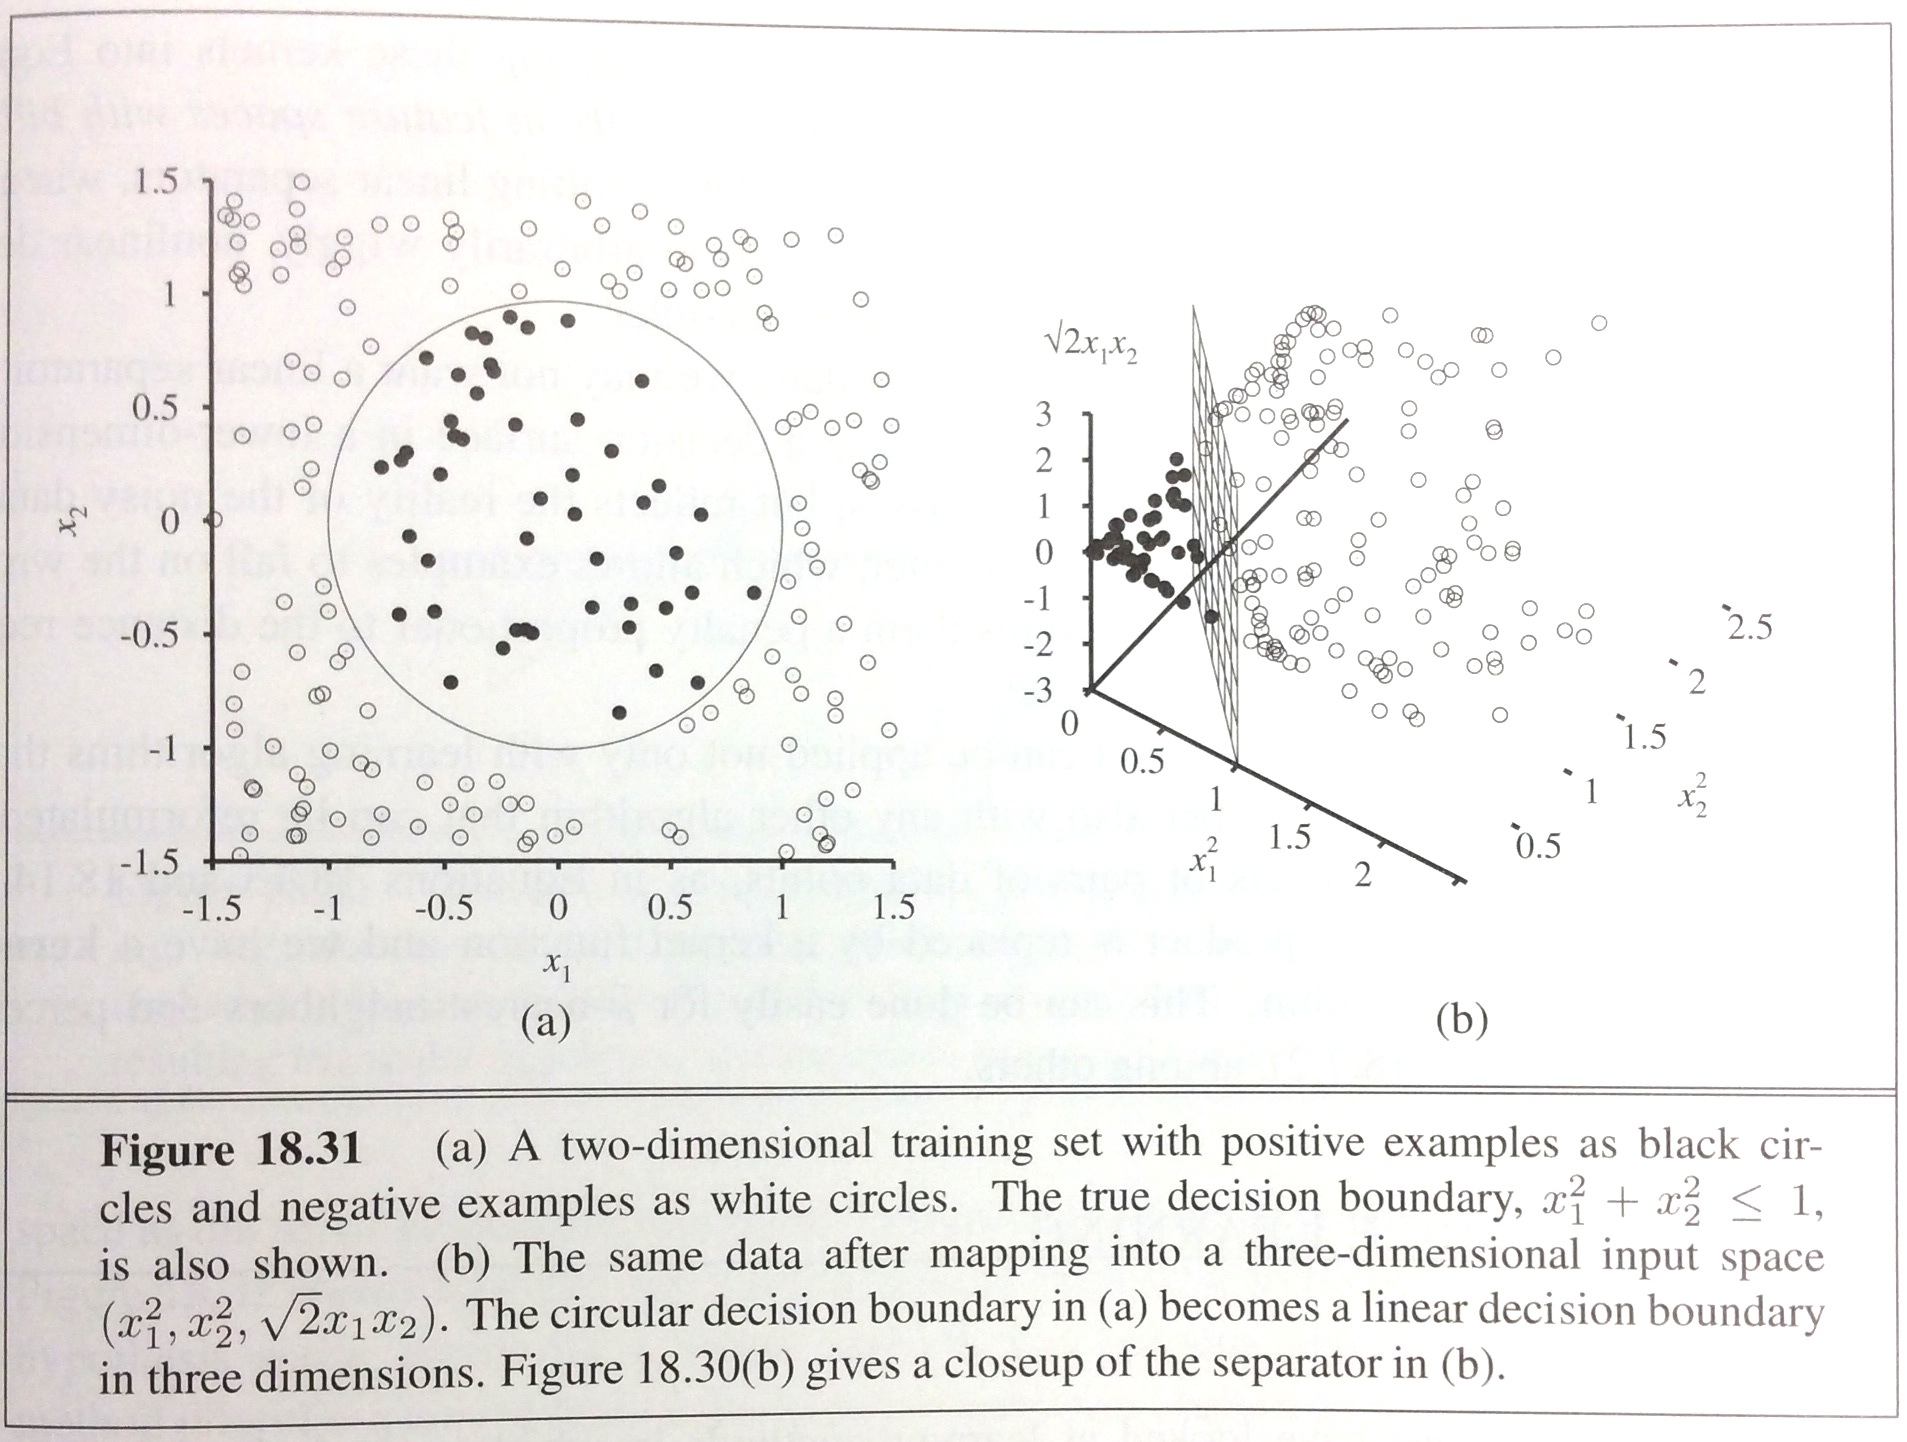 1.5
1
0.5
0
-0.5
-1
-1.5
x₂
-1.5 -1 -0.5 0 0.5 1 1.5
x₁
(a)
√2x₁x₂
3
2
1
0
-1
-2
-3
0
0.5
1
1.5
2
x₁²
0.5
1
1.5
2
2.5
x₂²
(b)
Figure 18.31 (a) A two-dimensional training set with positive examples as black cir-
cles and negative examples as white circles. The true decision boundary, x₁² + x₂² ≤ 1,
is also shown. (b) The same data after mapping into a three-dimensional input space
(x₁², x₂², √2x₁x₂). The circular decision boundary in (a) becomes a linear decision boundary
in three dimensions. Figure 18.30(b) gives a closeup of the separator in (b).